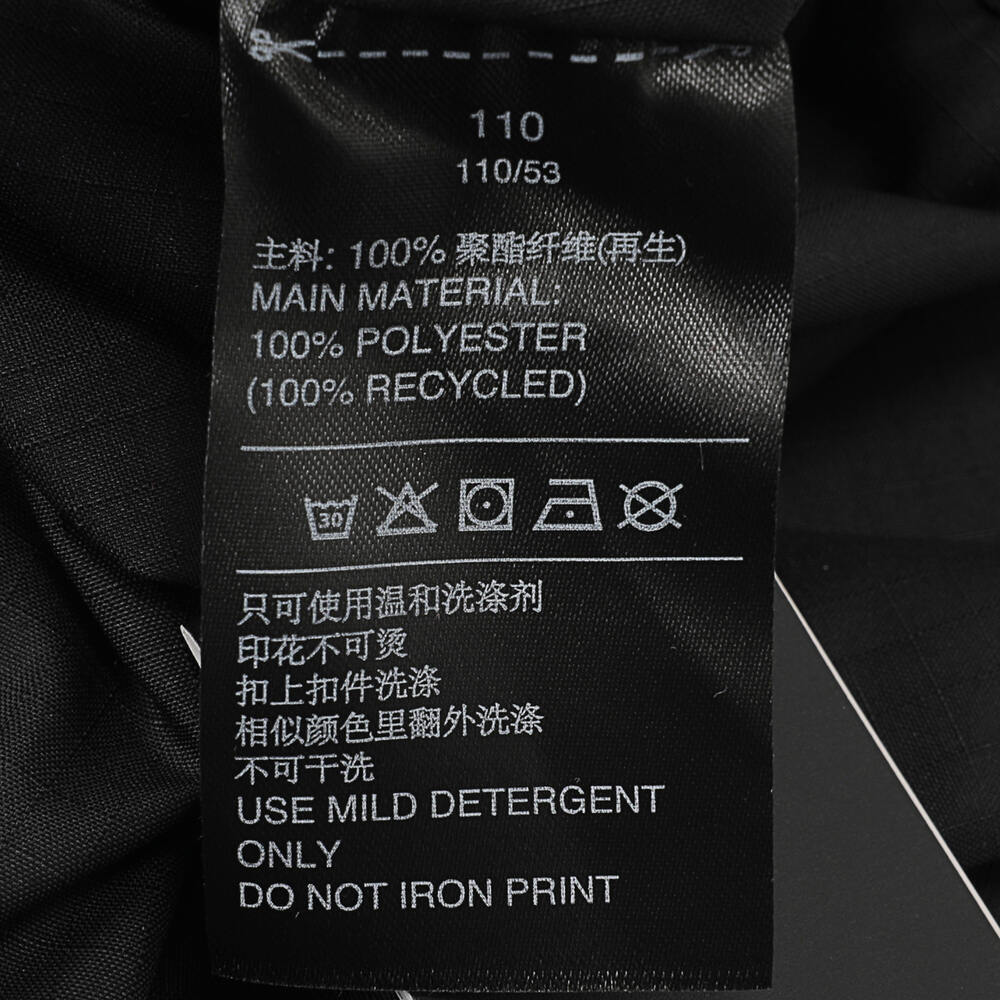 110
110/53
主料: 100% 聚酯纤维(再生)
MAIN MATERIAL:
100% POLYESTER
(100% RECYCLED)
30
只可使用温和洗涤剂
印花不可烫
扣上扣件洗涤
相似颜色里翻外洗涤
不可干洗
USE MILD DETERGENT
ONLY
DO NOT IRON PRINT